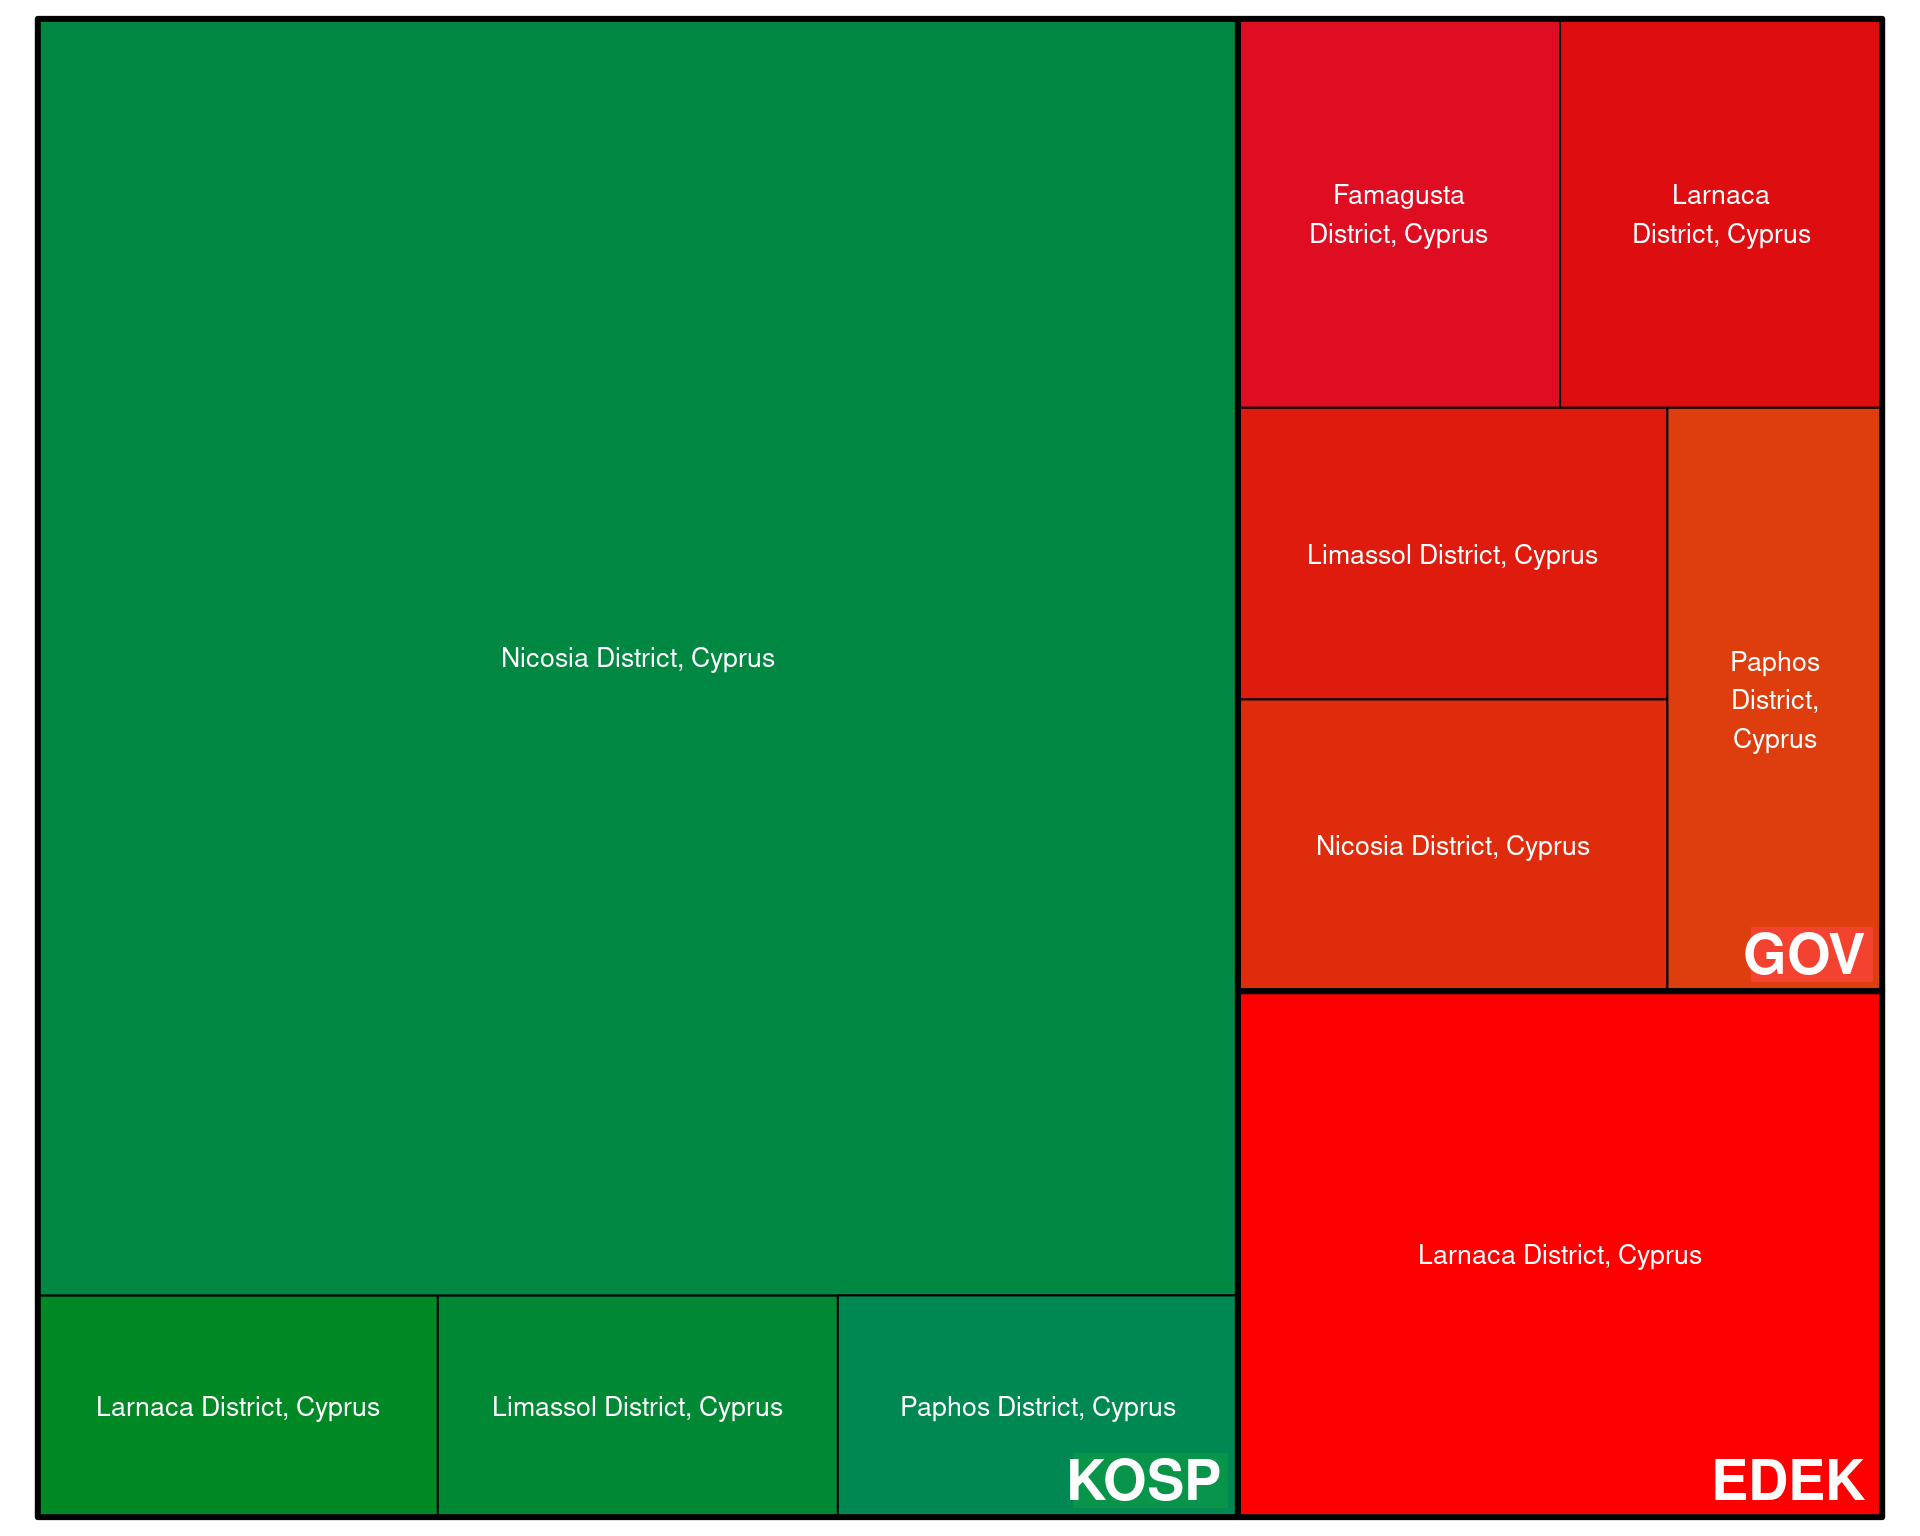 Nicosia District, Cyprus
Larnaca District, Cyprus
Limassol District, Cyprus
Paphos District, Cyprus
KOSP
Famagusta
District, Cyprus
Larnaca
District, Cyprus
Limassol District, Cyprus
Nicosia District, Cyprus
Paphos
District,
Cyprus
GOV
Larnaca District, Cyprus
EDEK